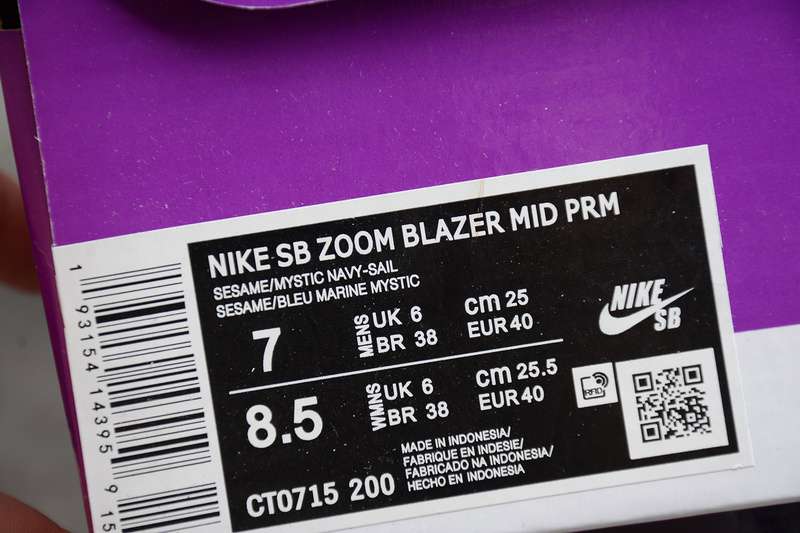 NIKE SB ZOOM BLAZER MID PRM
SESAME/MYSTIC NAVY-SAIL
SESAME/BLEU MARINE MYSTIC
7 MENS UK 6 cm 25
BR 38 EUR 40
NIKE
SB
8.5 WMNS UK 6 cm 25.5
BR 38 EUR 40
RFID
MADE IN INDONESIA/
FABRIQUE EN INDESIE/
FABRICADO NA INDONESIA/
HECHO EN INDONESIA
CT0715 200
1 93154 14395 9 15